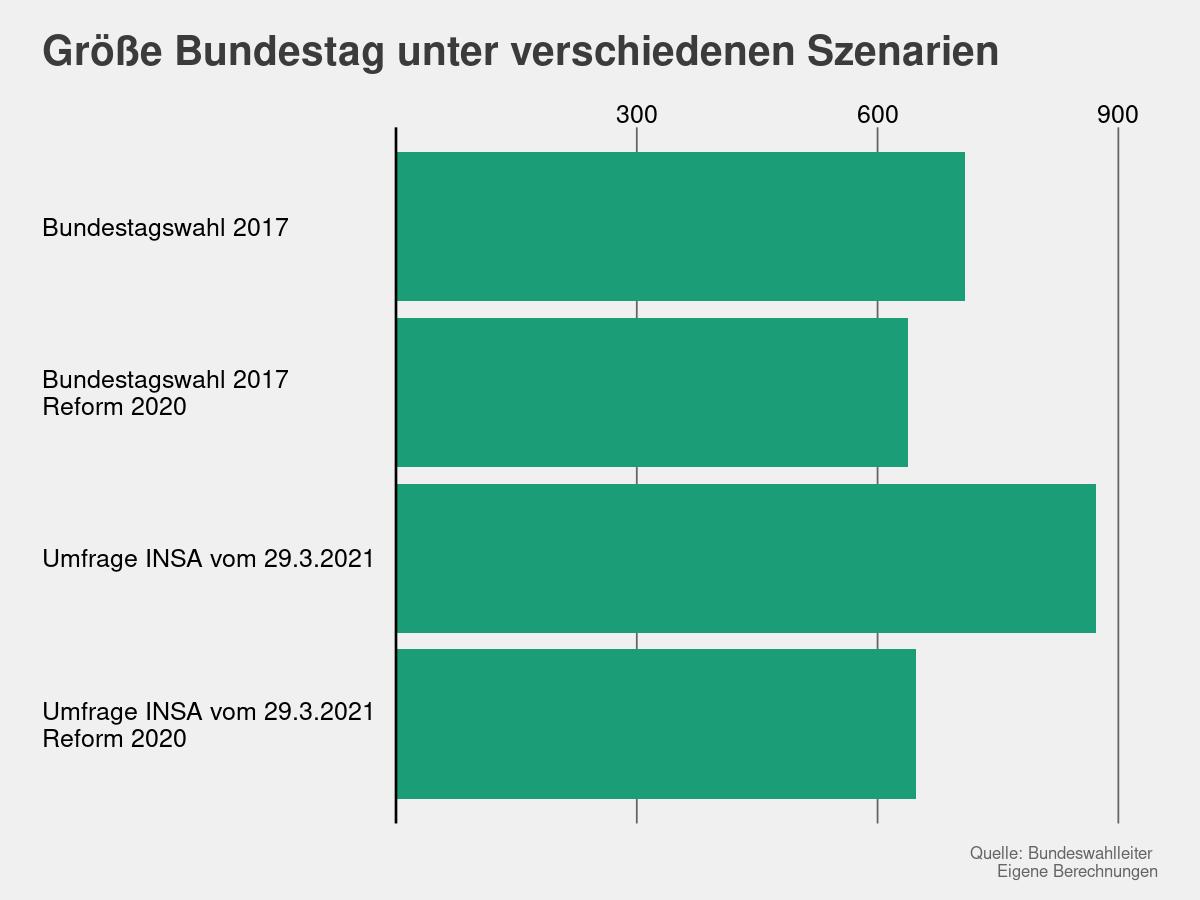 Größe Bundestag unter verschiedenen Szenarien
300 600 900
Bundestagswahl 2017
Bundestagswahl 2017
Reform 2020
Umfrage INSA vom 29.3.2021
Umfrage INSA vom 29.3.2021
Reform 2020
Quelle: Bundeswahlleiter
Eigene Berechnungen